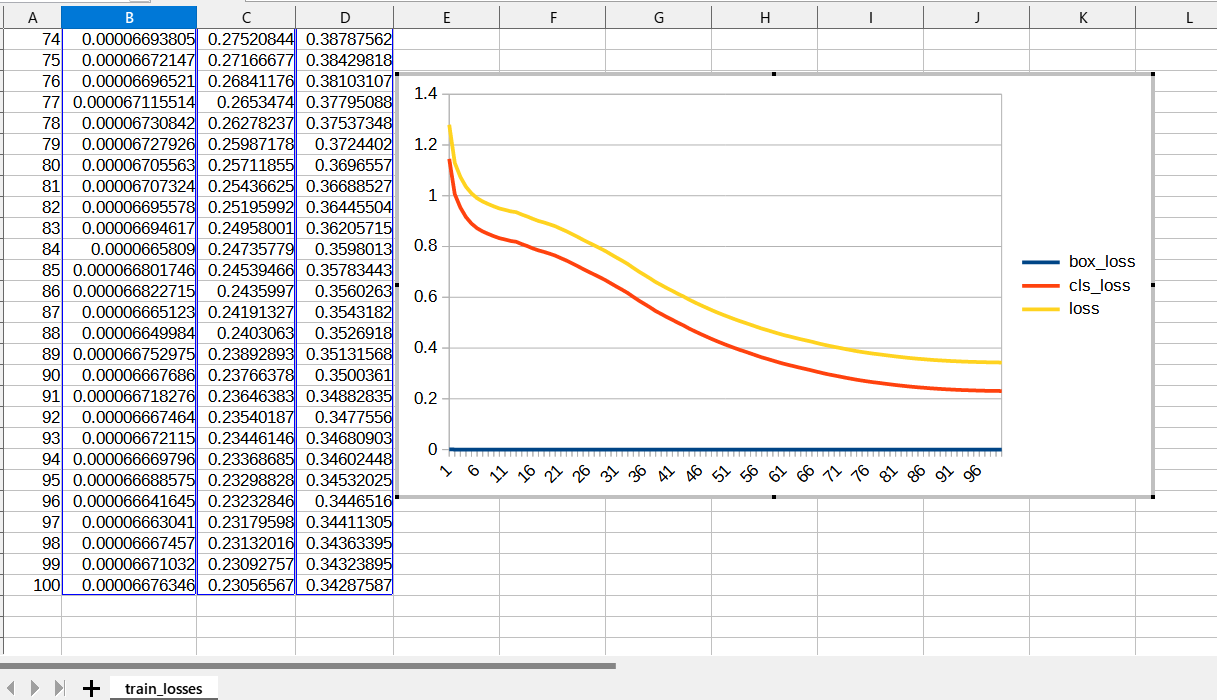 A B C D E F G H I J K L
74 0.00006693805 0.27520844 0.38787562
75 0.00006672147 0.27166677 0.38429818
76 0.00006696521 0.26841176 0.38103107
77 0.000067115514 0.2653474 0.37795088
78 0.00006730842 0.26278237 0.37537348
79 0.00006727926 0.25987178 0.3724402
80 0.00006705563 0.25711855 0.3696557
81 0.00006707324 0.25436625 0.36688527
82 0.00006695578 0.25195992 0.36445504
83 0.00006694617 0.24958001 0.36205715
84 0.0000665809 0.24735779 0.3598013
85 0.000066801746 0.24539466 0.35783443
86 0.000066822715 0.2435997 0.3560263
87 0.00006665123 0.24191327 0.3543182
88 0.00006649984 0.2403063 0.3526918
89 0.000066752975 0.23892893 0.35131568
90 0.00006667686 0.23766378 0.3500361
91 0.000066718276 0.23646383 0.34882835
92 0.00006667464 0.23540187 0.3477556
93 0.00006672115 0.23446146 0.34680903
94 0.000066669796 0.23368685 0.34602448
95 0.000066688575 0.23298828 0.34532025
96 0.000066641645 0.23232846 0.3446516
97 0.00006663041 0.23179598 0.34411305
98 0.00006667457 0.23132016 0.34363395
99 0.00006671032 0.23092757 0.34323895
100 0.00006676346 0.23056567 0.34287587
1.4
1.2
1
0.8
0.6
0.4
0.2
0
1 6 11 16 21 26 31 36 41 46 51 56 61 66 71 76 81 86 91 96
box_loss
cls_loss
loss
train_losses